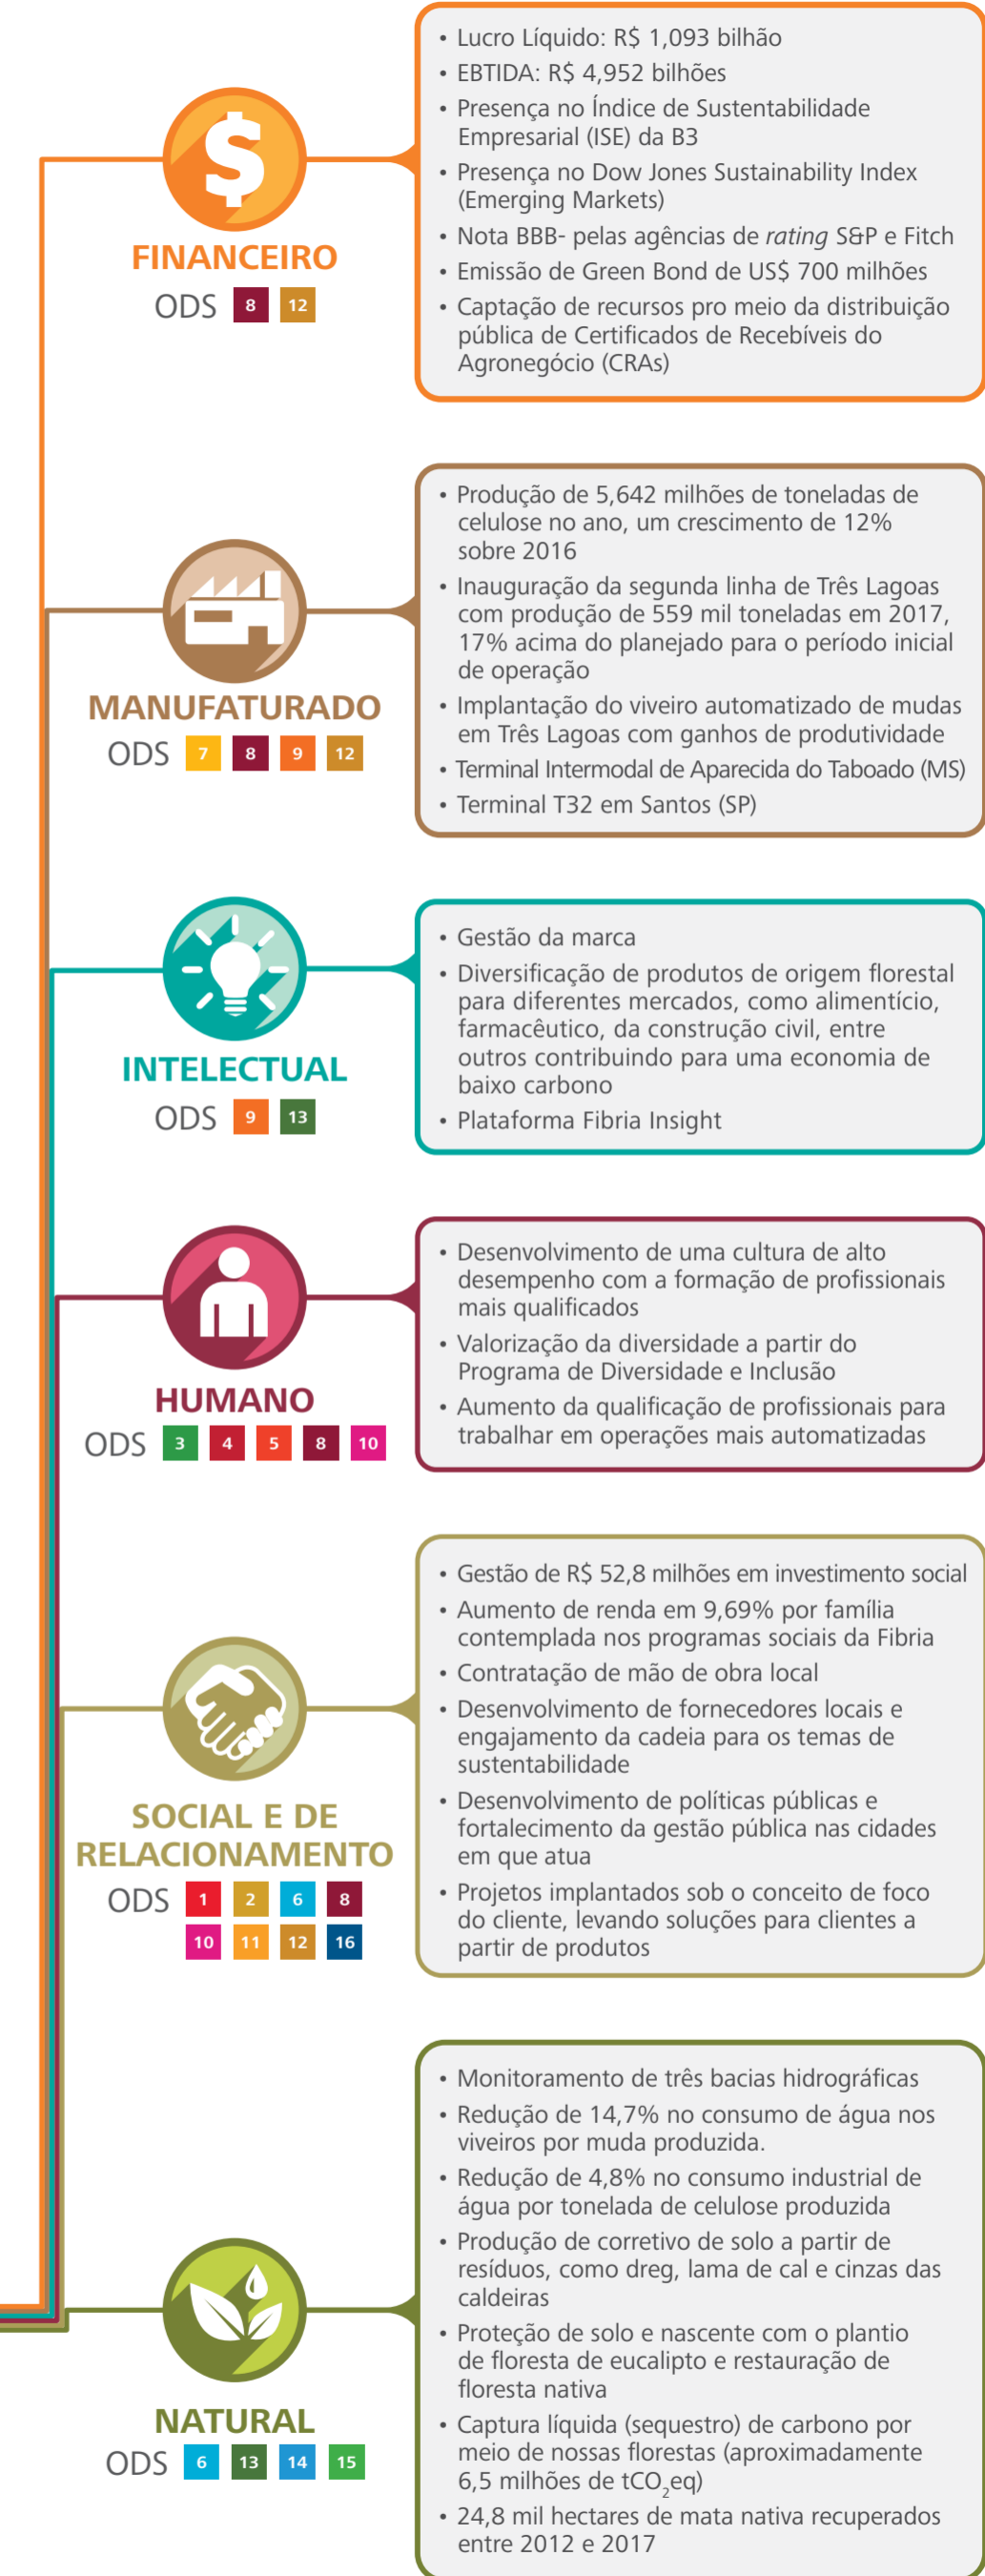 • Lucro Líquido: R$ 1,093 bilhão
• EBTIDA: R$ 4,952 bilhões
• Presença no Índice de Sustentabilidade
Empresarial (ISE) da B3
• Presença no Dow Jones Sustainability Index
(Emerging Markets)
• Nota BBB- pelas agências de rating S&P e Fitch
• Emissão de Green Bond de US$ 700 milhões
• Captação de recursos pro meio da distribuição
pública de Certificados de Recebíveis do
Agronegócio (CRAs)
$
FINANCEIRO
ODS 8 12
• Produção de 5,642 milhões de toneladas de
celulose no ano, um crescimento de 12%
sobre 2016
• Inauguração da segunda linha de Três Lagoas
com produção de 559 mil toneladas em 2017,
17% acima do planejado para o período inicial
de operação
• Implantação do viveiro automatizado de mudas
em Três Lagoas com ganhos de produtividade
• Terminal Intermodal de Aparecida do Taboado (MS)
• Terminal T32 em Santos (SP)
MANUFATURADO
ODS 7 8 9 12
• Gestão da marca
• Diversificação de produtos de origem florestal
para diferentes mercados, como alimentício,
farmacêutico, da construção civil, entre
outros contribuindo para uma economia de
baixo carbono
• Plataforma Fibria Insight
INTELECTUAL
ODS 9 13
• Desenvolvimento de uma cultura de alto
desempenho com a formação de profissionais
mais qualificados
• Valorização da diversidade a partir do
Programa de Diversidade e Inclusão
• Aumento da qualificação de profissionais para
trabalhar em operações mais automatizadas
HUMANO
ODS 3 4 5 8 10
• Gestão de R$ 52,8 milhões em investimento social
• Aumento de renda em 9,69% por família
contemplada nos programas sociais da Fibria
• Contratação de mão de obra local
• Desenvolvimento de fornecedores locais e
engajamento da cadeia para os temas de
sustentabilidade
• Desenvolvimento de políticas públicas e
fortalecimento da gestão pública nas cidades
em que atua
• Projetos implantados sob o conceito de foco
do cliente, levando soluções para clientes a
partir de produtos
SOCIAL E DE
RELACIONAMENTO
ODS 1 2 6 8
10 11 12 16
• Monitoramento de três bacias hidrográficas
• Redução de 14,7% no consumo de água nos
viveiros por muda produzida.
• Redução de 4,8% no consumo industrial de
água por tonelada de celulose produzida
• Produção de corretivo de solo a partir de
resíduos, como dreg, lama de cal e cinzas das
caldeiras
• Proteção de solo e nascente com o plantio
de floresta de eucalipto e restauração de
floresta nativa
• Captura líquida (sequestro) de carbono por
meio de nossas florestas (aproximadamente
6,5 milhões de tCO₂eq)
• 24,8 mil hectares de mata nativa recuperados
entre 2012 e 2017
NATURAL
ODS 6 13 14 15